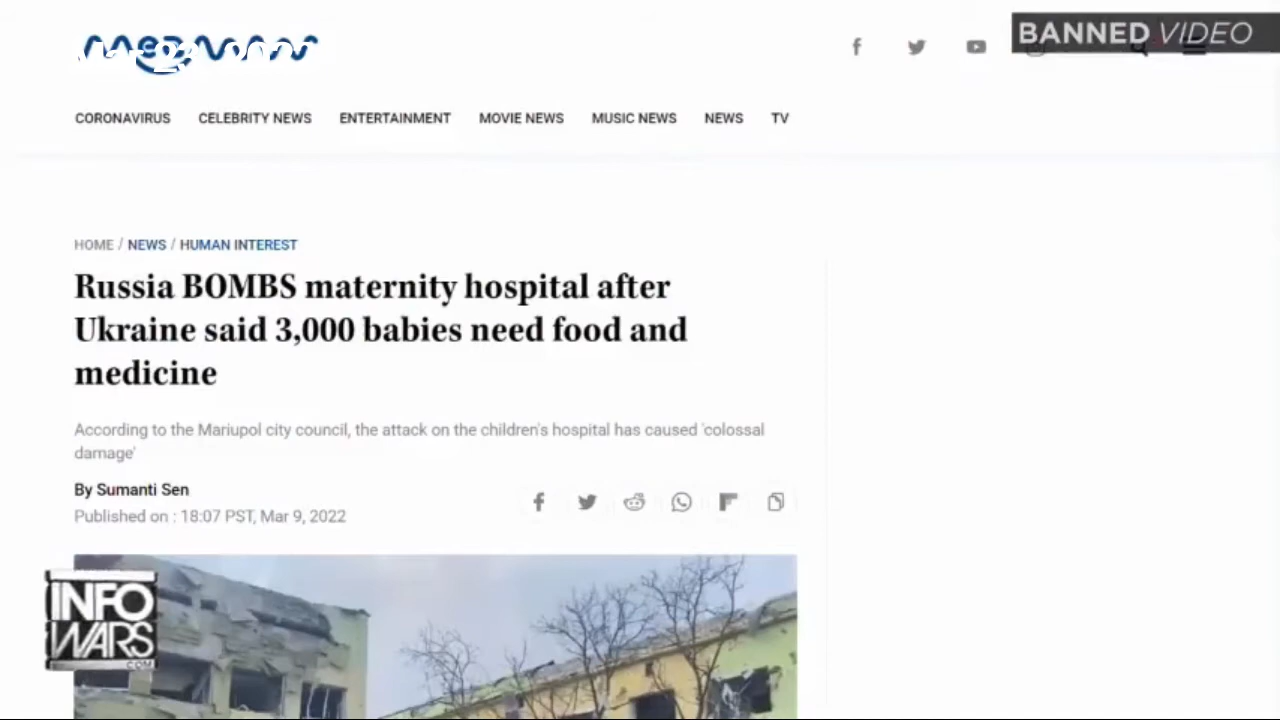 BANNED VIDEO
CORONAVIRUS CELEBRITY NEWS ENTERTAINMENT MOVIE NEWS MUSIC NEWS NEWS TV
HOME / NEWS / HUMAN INTEREST
Russia BOMBS maternity hospital after
Ukraine said 3,000 babies need food and
medicine
According to the Mariupol city council, the attack on the children's hospital has caused 'colossal
damage'
By Sumanti Sen
Published on : 18:07 PST, Mar 9, 2022
INFO
WARS
.COM